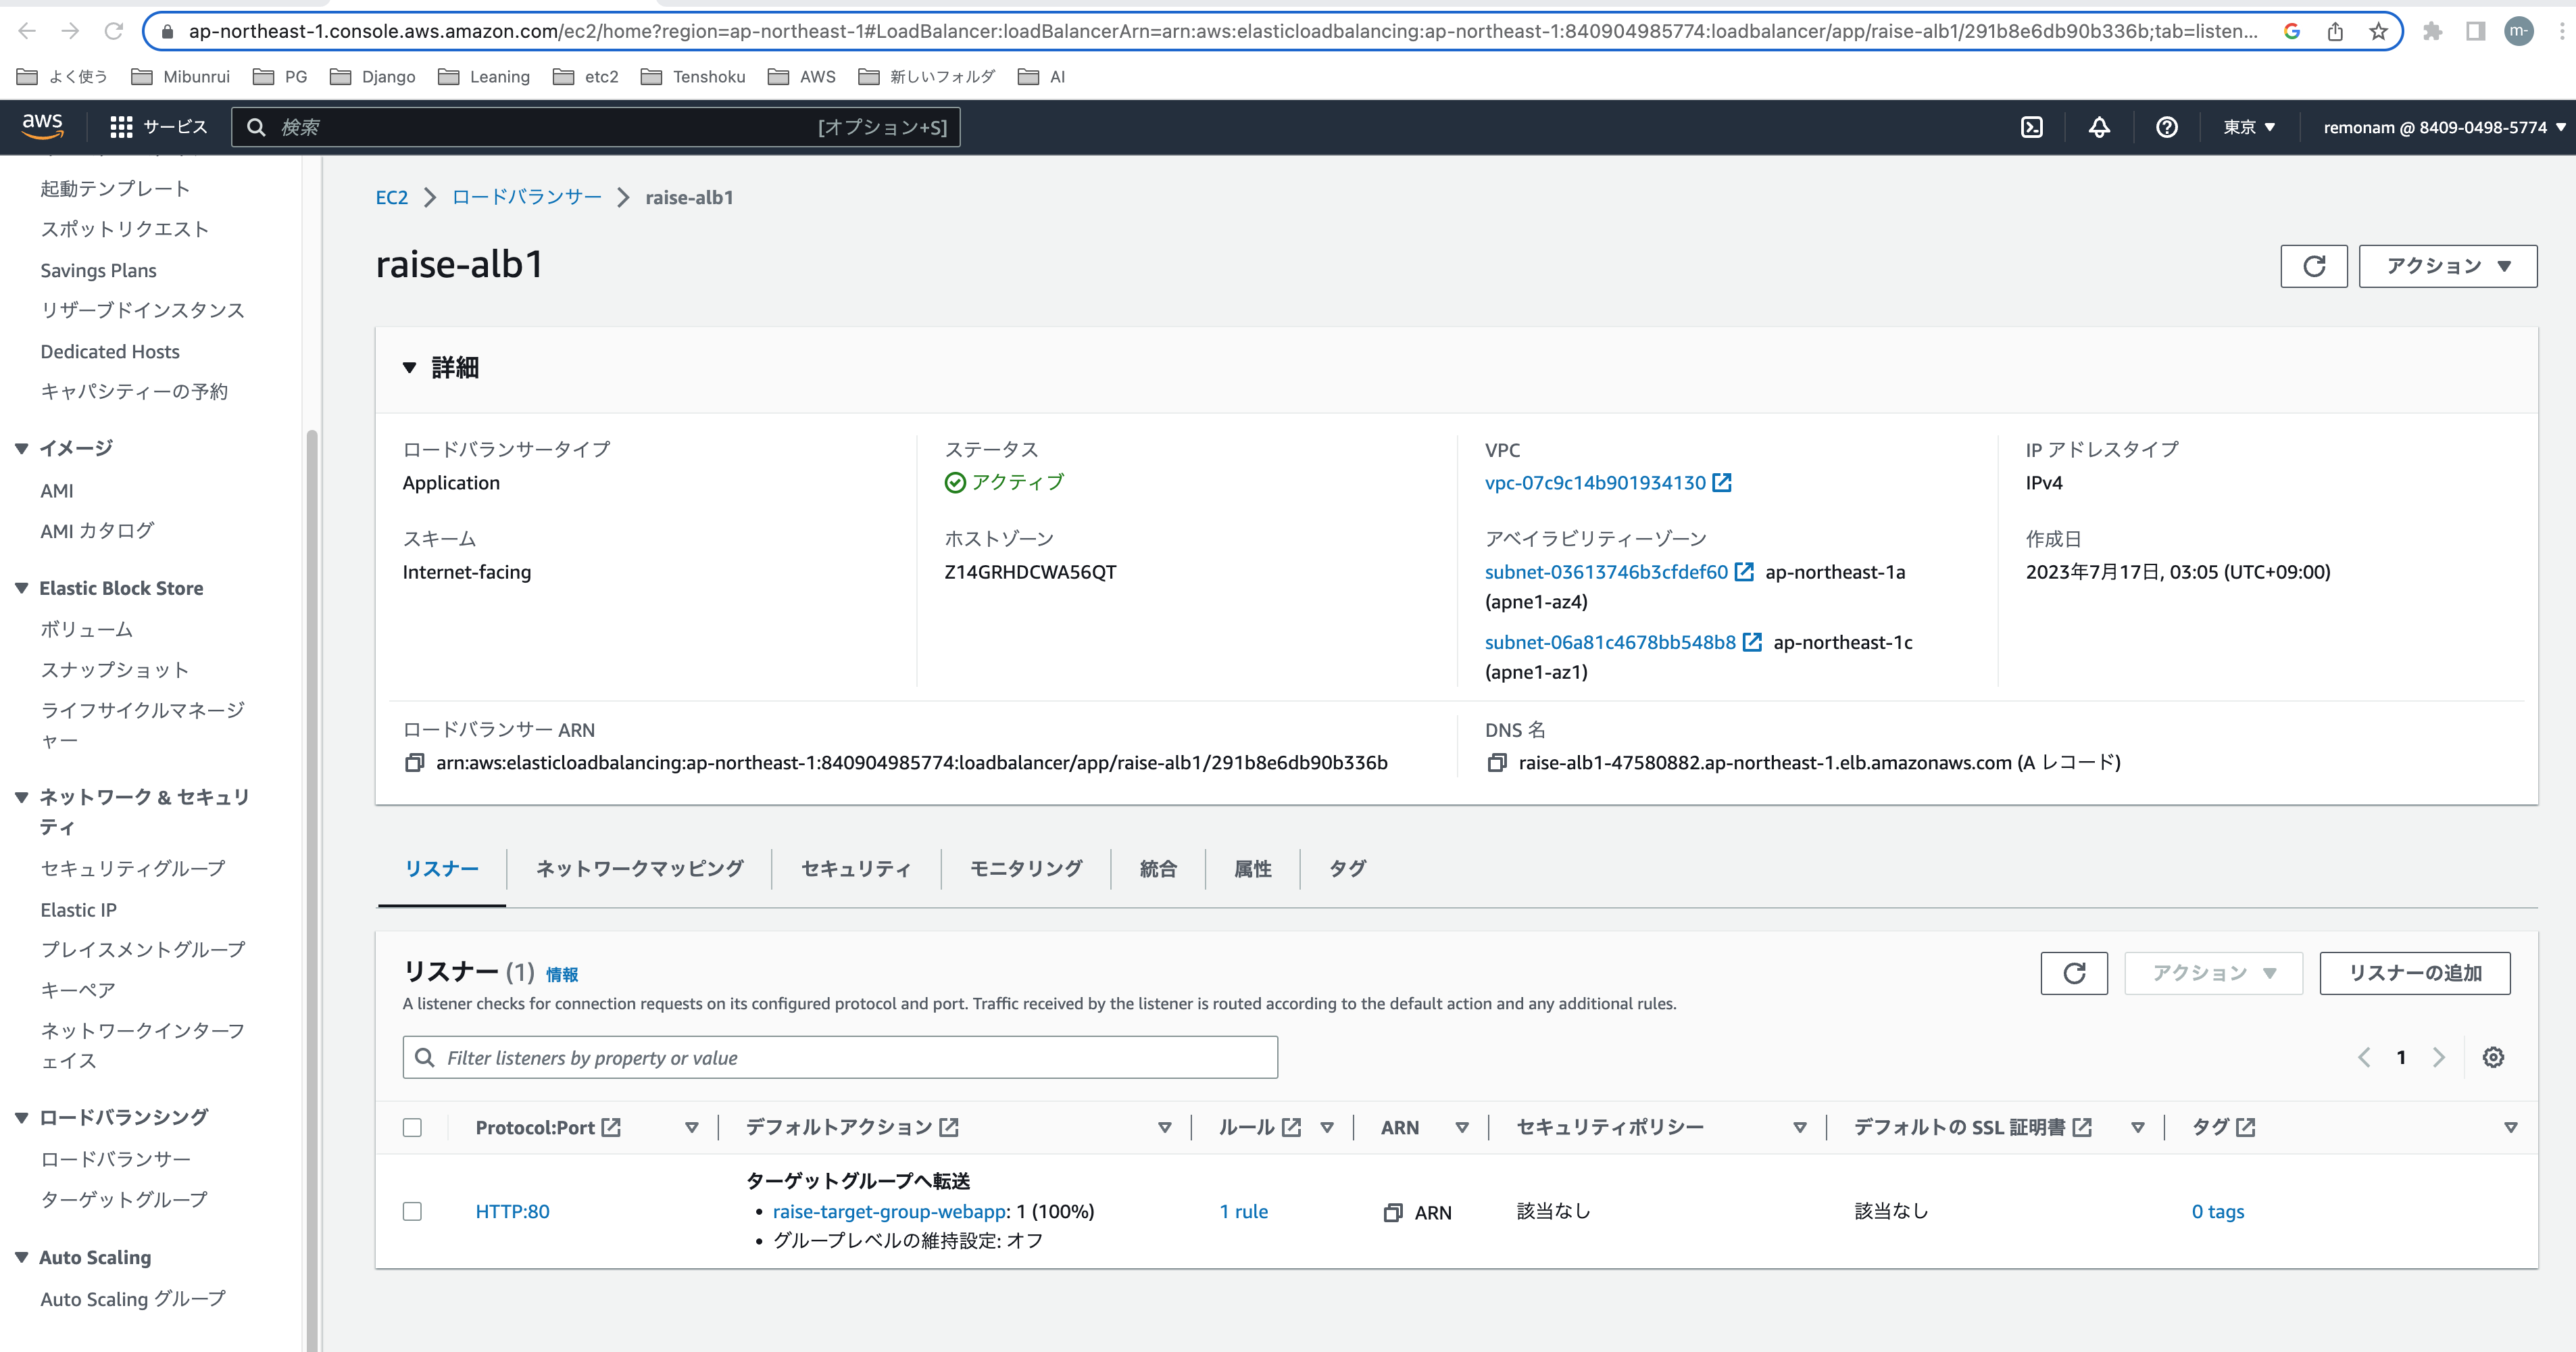 ap-northeast-1.console.aws.amazon.com/ec2/home?region=ap-northeast-1#LoadBalancer:loadBalancerArn=arn:aws:elasticloadbalancing:ap-northeast-1:840904985774:loadbalancer/app/raise-alb1/291b8e6db90b336b;tab=listen...
m-
よく使う Mibunrui PG Django Leaning etc2 Tenshoku AWS 新しいフォルダ AI
aws サービス 検索 [オプション+S] 東京 ▼ remonam @ 8409-0498-5774 ▼
起動テンプレート
スポットリクエスト
Savings Plans
リザーブドインスタンス
Dedicated Hosts
キャパシティーの予約
イメージ
AMI
AMI カタログ
Elastic Block Store
ボリューム
スナップショット
ライフサイクルマネージ
ャー
ネットワーク & セキュリ
ティ
セキュリティグループ
Elastic IP
プレイスメントグループ
キーペア
ネットワークインターフ
ェイス
ロードバランシング
ロードバランサー
ターゲットグループ
Auto Scaling
Auto Scaling グループ
EC2 > ロードバランサー > raise-alb1
raise-alb1
アクション ▼
詳細
ロードバランサータイプ
Application
ステータス
アクティブ
VPC
vpc-07c9c14b901934130
IP アドレスタイプ
IPv4
スキーム
Internet-facing
ホストゾーン
Z14GRHDCWA56QT
アベイラビリティーゾーン
subnet-03613746b3cfdef60 ap-northeast-1a
(apne1-az4)
subnet-06a81c4678bb548b8 ap-northeast-1c
(apne1-az1)
作成日
2023年7月17日, 03:05 (UTC+09:00)
ロードバランサー ARN
arn:aws:elasticloadbalancing:ap-northeast-1:840904985774:loadbalancer/app/raise-alb1/291b8e6db90b336b
DNS 名
raise-alb1-47580882.ap-northeast-1.elb.amazonaws.com (A レコード)
リスナー ネットワークマッピング セキュリティ モニタリング 統合 属性 タグ
リスナー (1) 情報
アクション ▼ リスナーの追加
A listener checks for connection requests on its configured protocol and port. Traffic received by the listener is routed according to the default action and any additional rules.
Filter listeners by property or value
1
Protocol:Port デフォルトアクション ルール ARN セキュリティポリシー デフォルトの SSL 証明書 タグ
HTTP:80
ターゲットグループへ転送
• raise-target-group-webapp: 1 (100%)
• グループレベルの維持設定: オフ
1 rule
ARN
該当なし
該当なし
0 tags